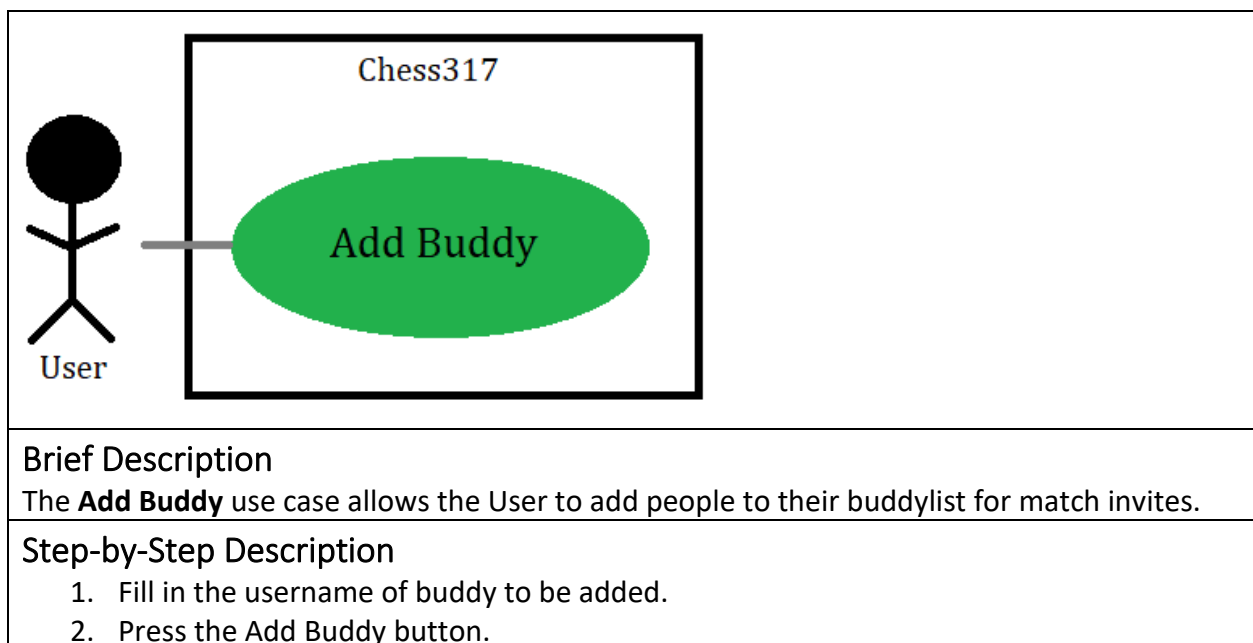 Chess317
Add Buddy
User
Brief Description
The Add Buddy use case allows the User to add people to their buddylist for match invites.
Step-by-Step Description
1. Fill in the username of buddy to be added.
2. Press the Add Buddy button.